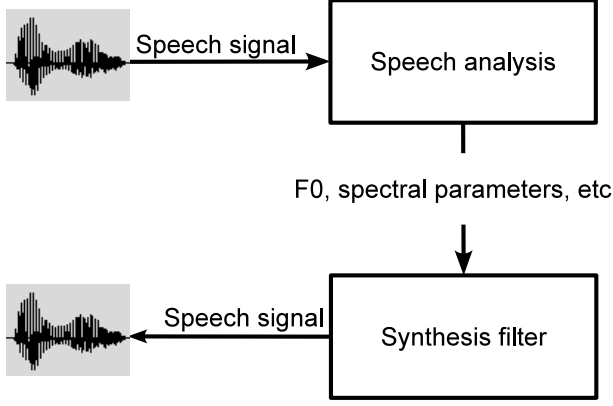 Speech signal
Speech analysis
F0, spectral parameters, etc
Speech signal
Synthesis filter